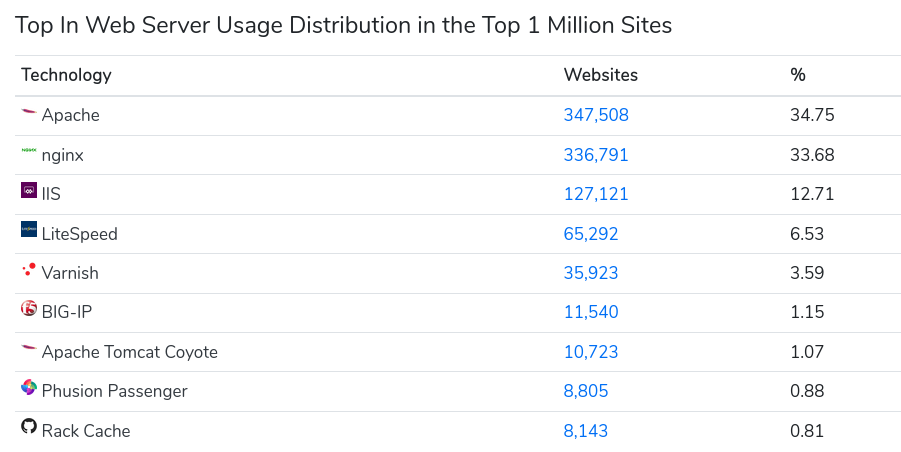 Top In Web Server Usage Distribution in the Top 1 Million Sites
Technology Websites %
Apache 347,508 34.75
NGINX nginx 336,791 33.68
IIS 127,121 12.71
LiteSpeed 65,292 6.53
Varnish 35,923 3.59
f5 BIG-IP 11,540 1.15
Apache Tomcat Coyote 10,723 1.07
Phusion Passenger 8,805 0.88
Rack Cache 8,143 0.81